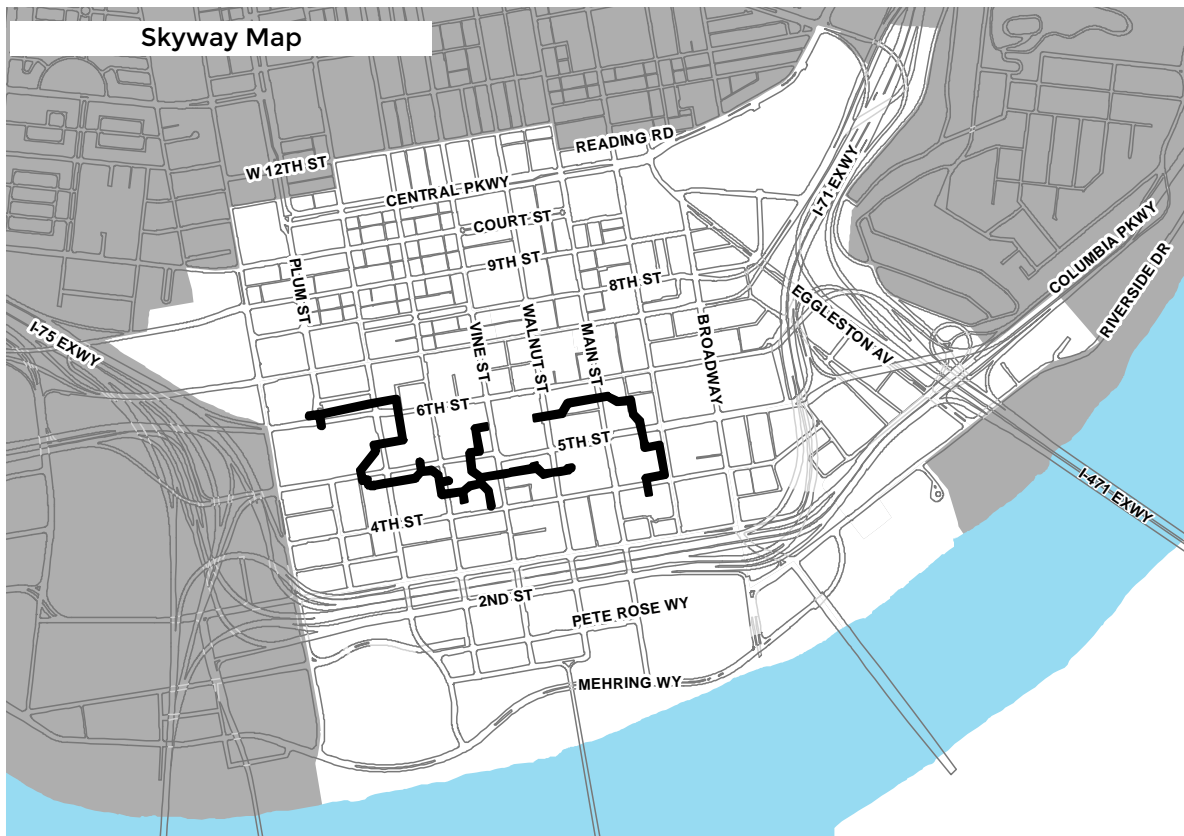 Skyway Map
READING RD
W 12TH ST
CENTRAL PKWY
I-71 EXWY
COURT ST
COLUMBIA PKWY
9TH ST
RIVERSIDE DR
PLUM ST
8TH ST
EGGLESTON AV
I-75 EXWY
VINE ST
WALNUT ST
MAIN ST
BROADWAY
6TH ST
5TH ST
I-471 EXWY
4TH ST
2ND ST
PETE ROSE WY
MEHRING WY